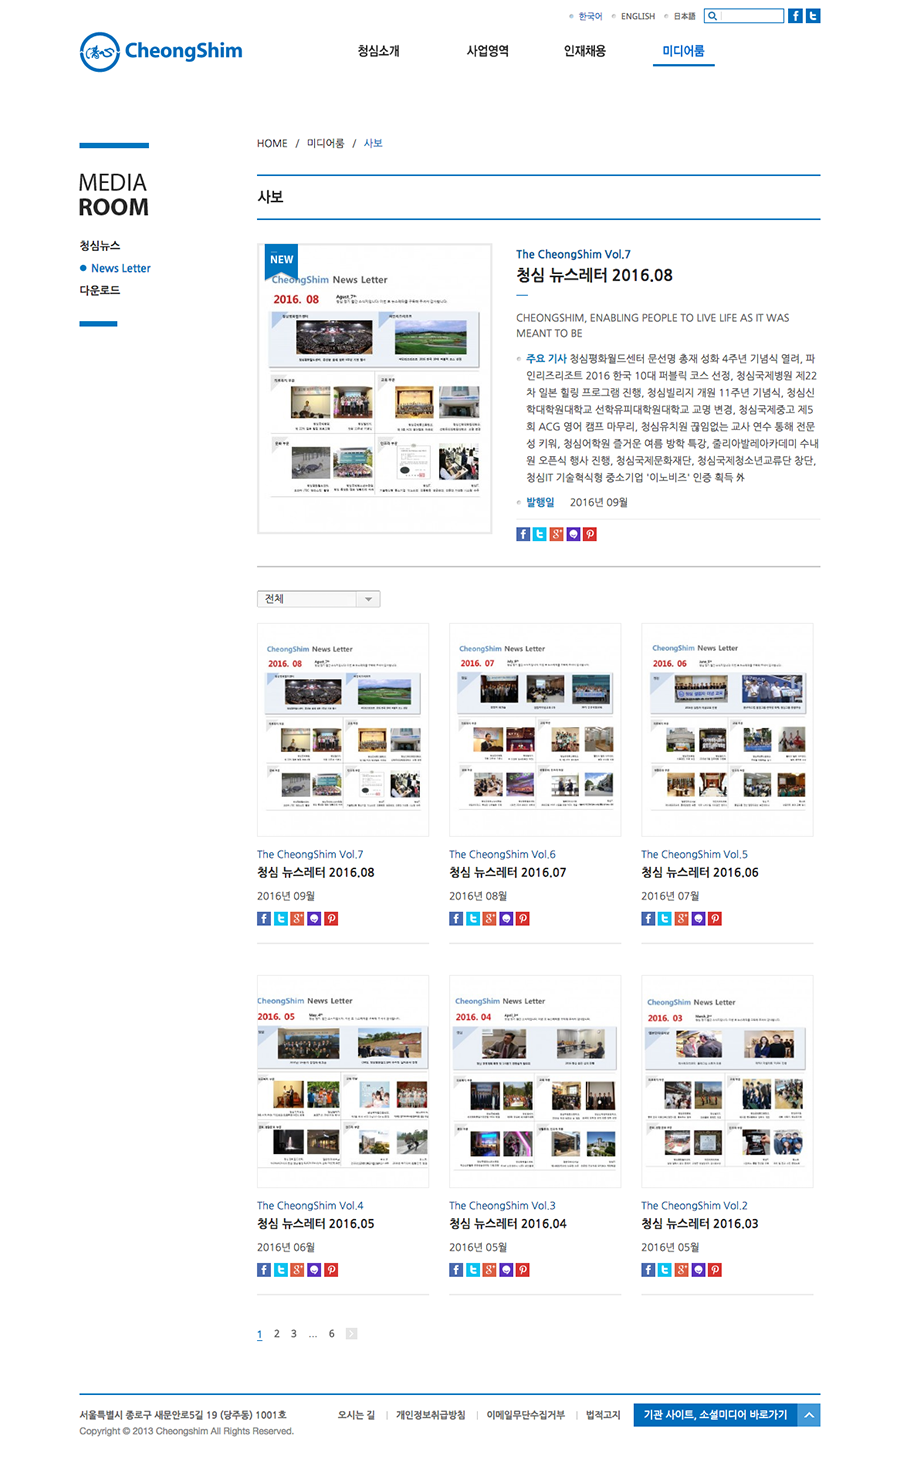 한국어 ENGLISH 日本語
CheongShim 청심소개 사업영역 인재채용 미디어룸
HOME / 미디어룸 / 사보
MEDIA
ROOM
청심뉴스
News Letter
다운로드
사보
NEW
CheongShim News Letter
2016. 08
The CheongShim Vol.7
청심 뉴스레터 2016.08
CHEONGSHIM, ENABLING PEOPLE TO LIVE LIFE AS IT WAS
MEANT TO BE
주요 기사 청심평화월드센터 문선명 총재 성화 4주년 기념식 열려, 파
인리즈리조트 2016 한국 10대 퍼블릭 코스 선정, 청심국제병원 제22
차 일본 힐링 프로그램 진행, 청심빌리지 개원 11주년 기념식, 청심신
학대학원대학교 선학유피대학원대학교 교명 변경, 청심국제중고 제5
회 ACG 영어 캠프 마무리, 청심유치원 끊임없는 교사 연수 통해 전문
성 키워, 청심어학원 즐거운 여름 방학 특강, 줄리아발레아카데미 수내
원 오픈식 행사 진행, 청심국제문화재단, 청심국제청소년교류단 창단,
청심IT 기술혁신형 중소기업 '이노비즈' 인증 획득 外
발행일 2016년 09월
전체
CheongShim News Letter
2016. 08
CheongShim News Letter
2016. 07
CheongShim News Letter
2016. 06
The CheongShim Vol.7
청심 뉴스레터 2016.08
2016년 09월
The CheongShim Vol.6
청심 뉴스레터 2016.07
2016년 08월
The CheongShim Vol.5
청심 뉴스레터 2016.06
2016년 07월
CheongShim News Letter
2016. 05
CheongShim News Letter
2016. 04
CheongShim News Letter
2016. 03
The CheongShim Vol.4
청심 뉴스레터 2016.05
2016년 06월
The CheongShim Vol.3
청심 뉴스레터 2016.04
2016년 05월
The CheongShim Vol.2
청심 뉴스레터 2016.03
2016년 05월
1 2 3 ... 6
서울특별시 종로구 새문안로5길 19 (당주동) 1001호
Copyright © 2013 Cheongshim All Rights Reserved.
오시는 길 | 개인정보취급방침 | 이메일무단수집거부 | 법적고지
기관 사이트, 소셜미디어 바로가기